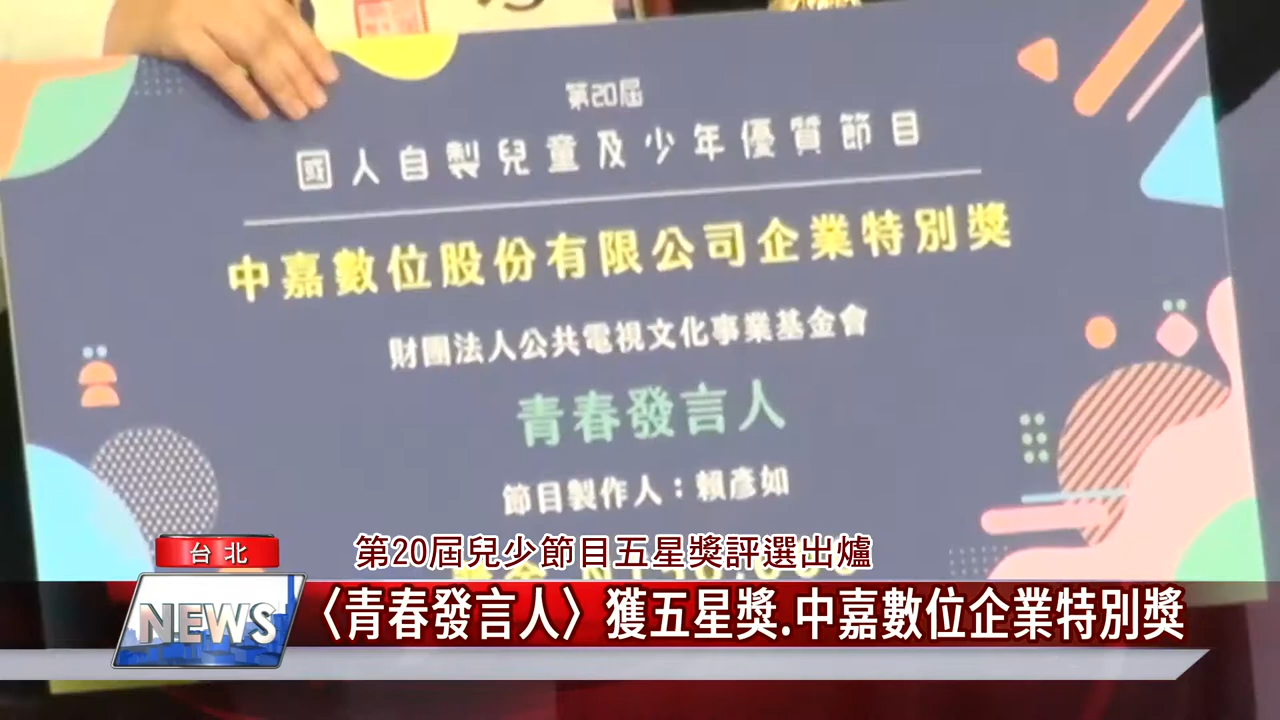 第20屆
國人自製兒童及少年優質節目
中嘉數位股份有限公司企業特別獎
財團法人公共電視文化事業基金會
青春發言人
節目製作人：賴彥如
台北
第20屆兒少節目五星獎評選出爐
NEWS
〈青春發言人〉獲五星獎.中嘉數位企業特別獎